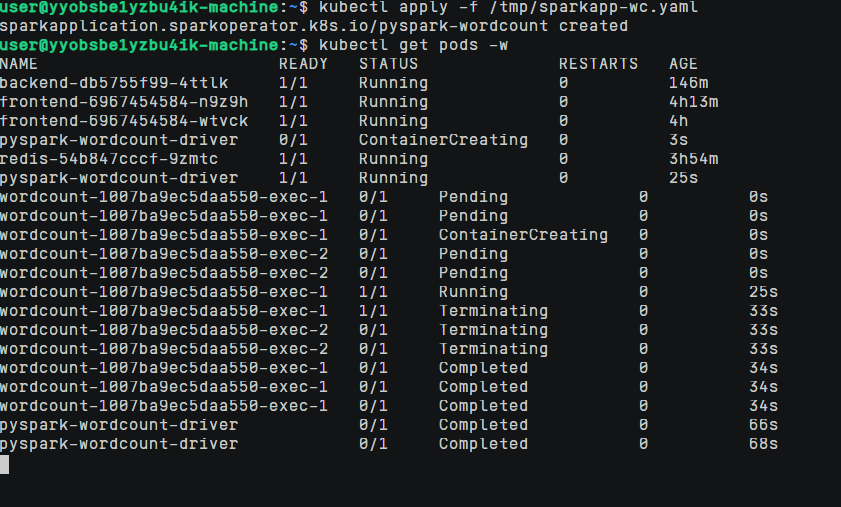 user@yyobsbe1yzbu4ik-machine:~$ kubectl apply -f /tmp/sparkapp-wc.yaml
sparkapplication.sparkoperator.k8s.io/pyspark-wordcount created
user@yyobsbe1yzbu4ik-machine:~$ kubectl get pods -w
NAME READY STATUS RESTARTS AGE
backend-db5755f99-4ttlk 1/1 Running 0 146m
frontend-6967454584-n9z9h 1/1 Running 0 4h13m
frontend-6967454584-wtvck 1/1 Running 0 4h
pyspark-wordcount-driver 0/1 ContainerCreating 0 3s
redis-54b847cccf-9zmtc 1/1 Running 0 3h54m
pyspark-wordcount-driver 1/1 Running 0 25s
wordcount-1007ba9ec5daa550-exec-1 0/1 Pending 0 0s
wordcount-1007ba9ec5daa550-exec-1 0/1 Pending 0 0s
wordcount-1007ba9ec5daa550-exec-1 0/1 ContainerCreating 0 0s
wordcount-1007ba9ec5daa550-exec-2 0/1 Pending 0 0s
wordcount-1007ba9ec5daa550-exec-2 0/1 Pending 0 0s
wordcount-1007ba9ec5daa550-exec-1 1/1 Running 0 25s
wordcount-1007ba9ec5daa550-exec-1 1/1 Terminating 0 33s
wordcount-1007ba9ec5daa550-exec-2 0/1 Terminating 0 33s
wordcount-1007ba9ec5daa550-exec-2 0/1 Terminating 0 33s
wordcount-1007ba9ec5daa550-exec-1 0/1 Completed 0 34s
wordcount-1007ba9ec5daa550-exec-1 0/1 Completed 0 34s
wordcount-1007ba9ec5daa550-exec-1 0/1 Completed 0 34s
pyspark-wordcount-driver 0/1 Completed 0 66s
pyspark-wordcount-driver 0/1 Completed 0 68s